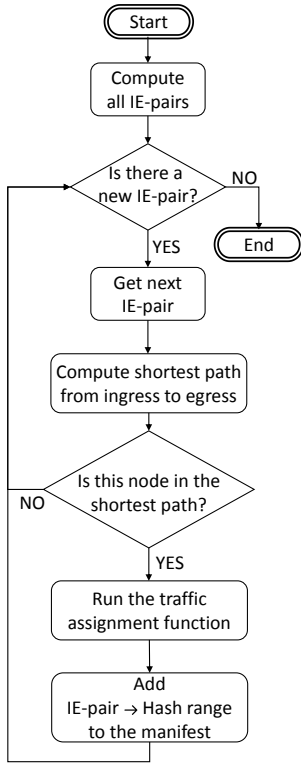 Start
Compute
all IE-pairs
Is there a
new IE-pair?
NO
End
YES
Get next
IE-pair
Compute shortest path
from ingress to egress
Is this node in the
shortest path?
NO
YES
Run the traffic
assignment function
Add
IE-pair → Hash range
to the manifest